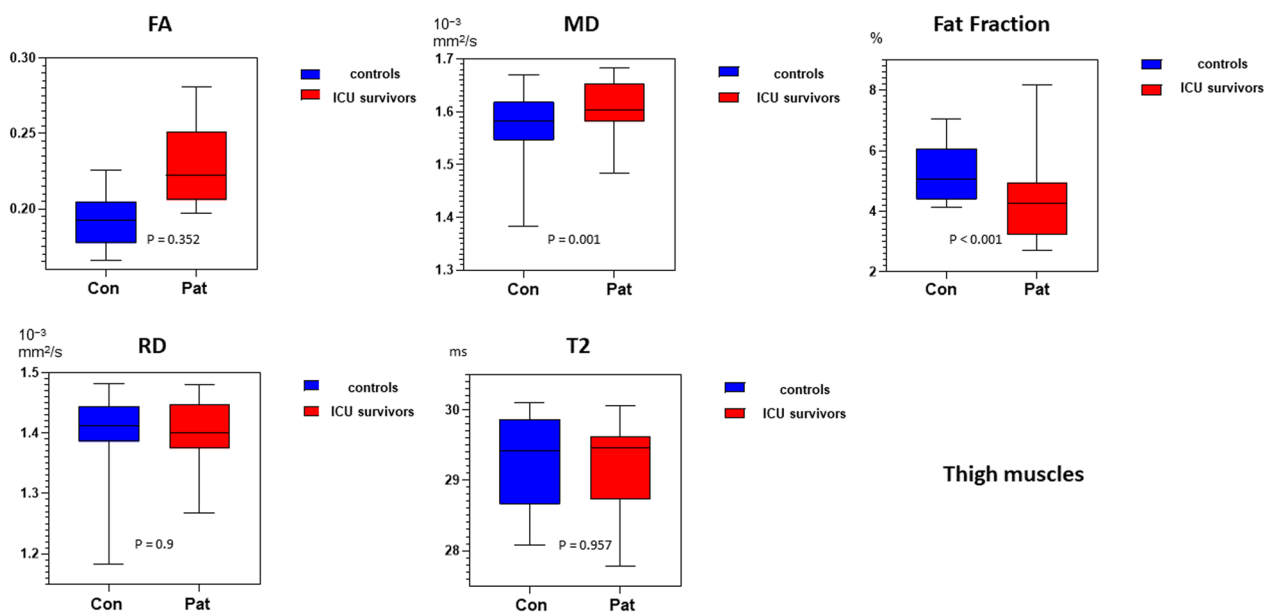 FA
0.30
0.25
0.20
P = 0.352
Con Pat
controls
ICU survivors
MD
10⁻³
mm²/s
1.7
1.6
1.5
1.4
1.3
P = 0.001
Con Pat
controls
ICU survivors
Fat Fraction
%
8
6
4
2
P < 0.001
Con Pat
controls
ICU survivors
RD
10⁻³
mm²/s
1.5
1.4
1.3
1.2
P = 0.9
Con Pat
controls
ICU survivors
T2
ms
30
29
28
P = 0.957
Con Pat
controls
ICU survivors
Thigh muscles